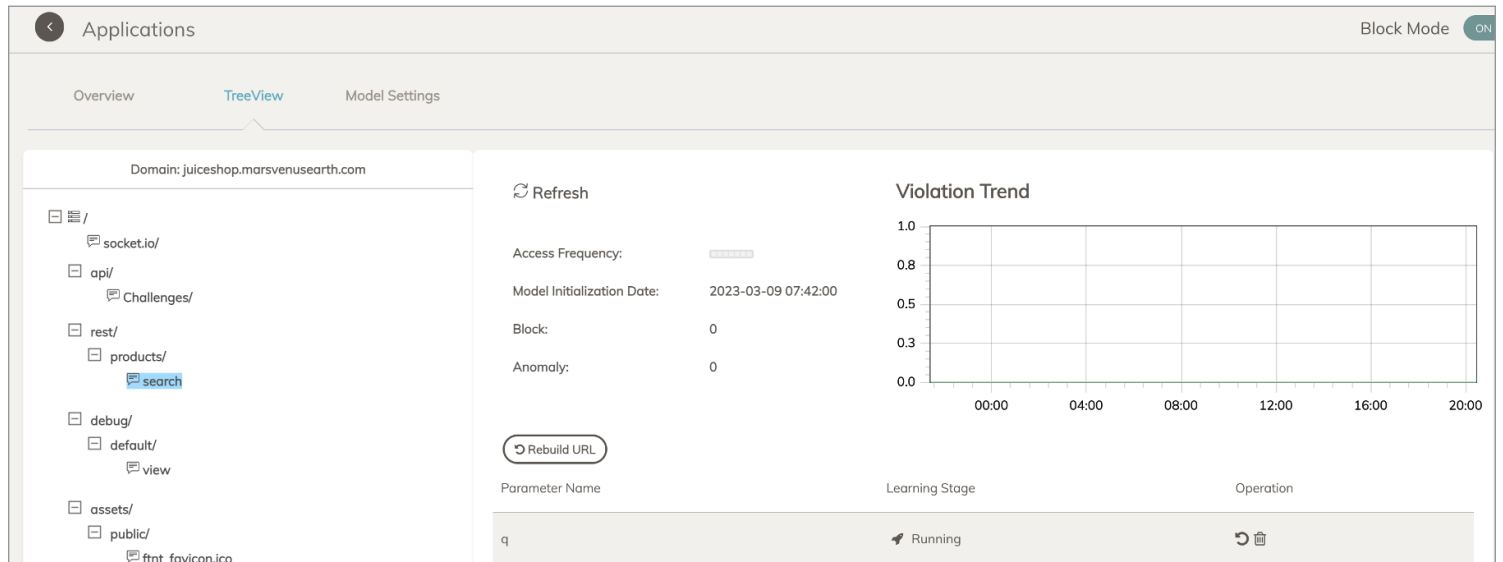 Applications
Block Mode ON
Overview TreeView Model Settings
Domain: juiceshop.marsvenusearth.com
/
socket.io/
api/
Challenges/
rest/
products/
search
debug/
default/
view
assets/
public/
ftnt_favicon.ico
Refresh
Access Frequency:
Model Initialization Date: 2023-03-09 07:42:00
Block: 0
Anomaly: 0
Violation Trend
1.0
0.8
0.5
0.3
0.0
00:00 04:00 08:00 12:00 16:00 20:00
Rebuild URL
Parameter Name Learning Stage Operation
q Running